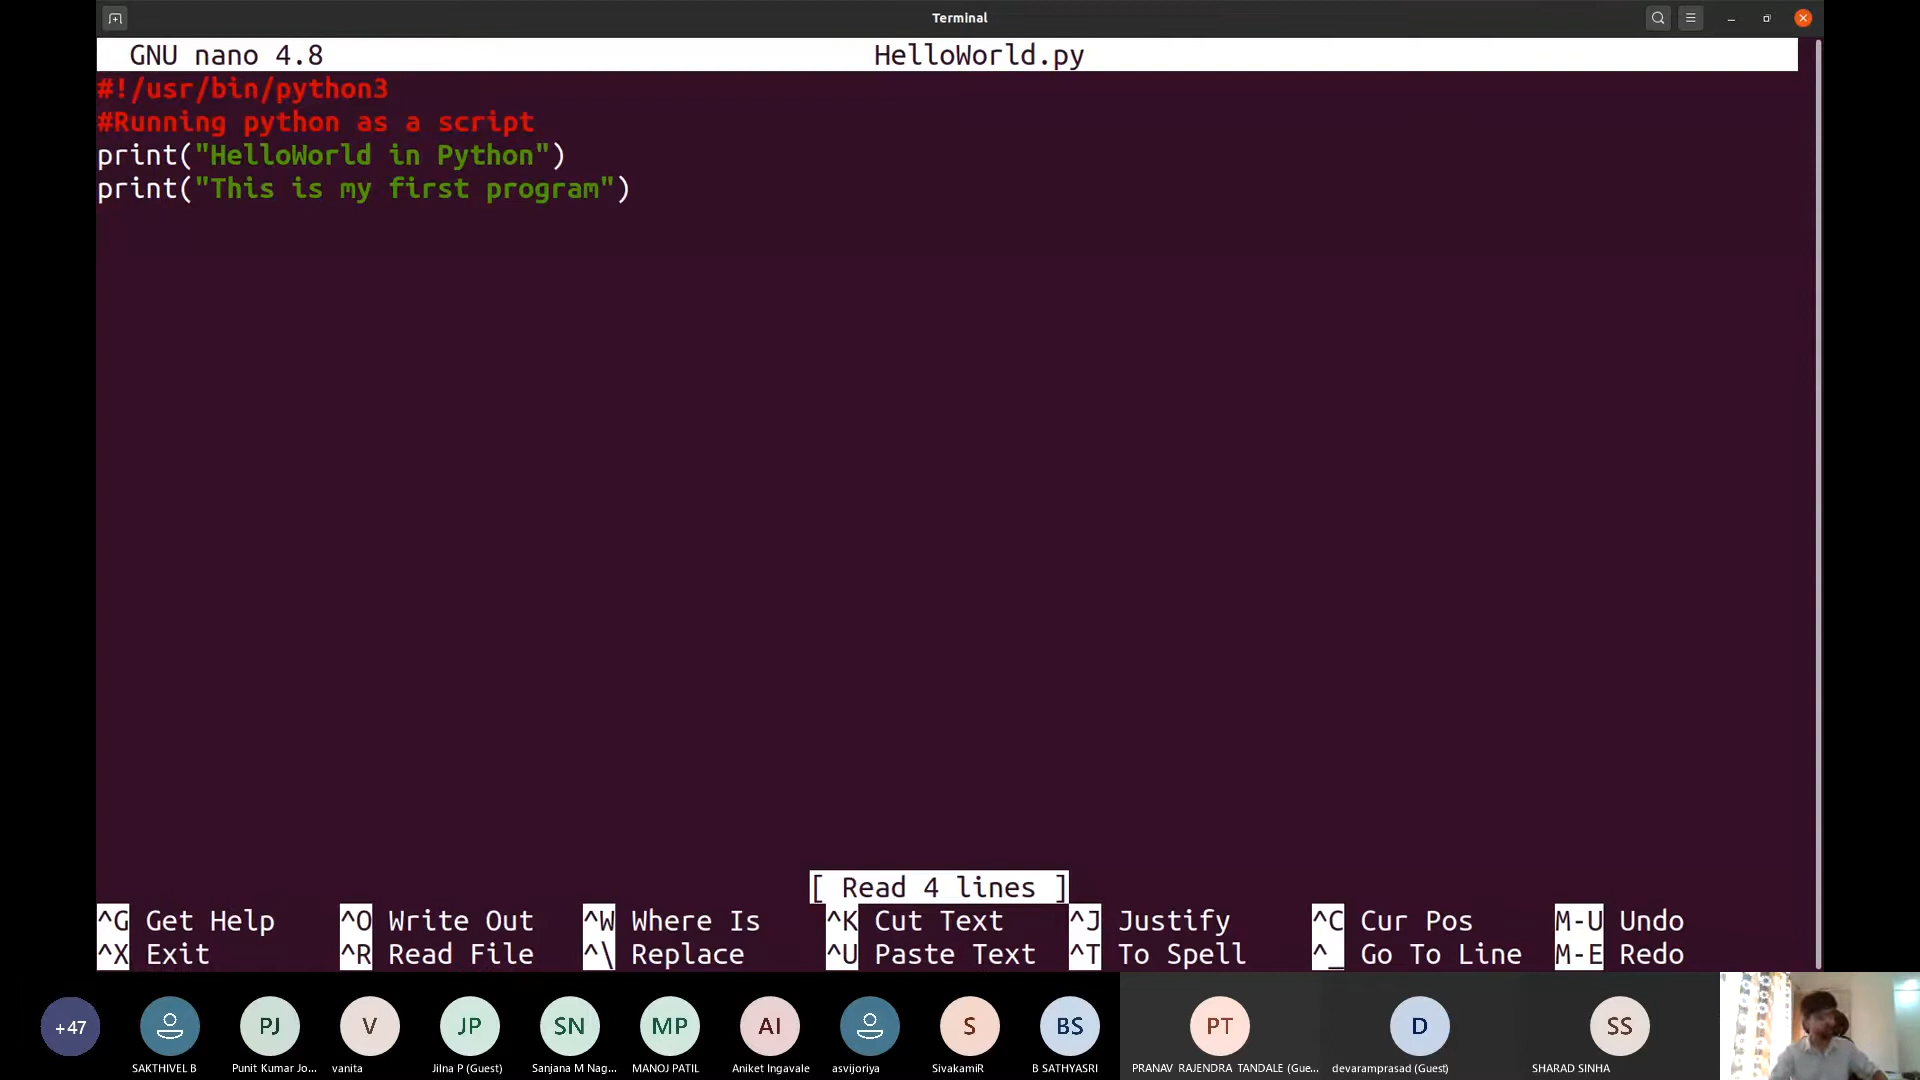 Terminal
GNU nano 4.8 HelloWorld.py
#!/usr/bin/python3
#Running python as a script
print("HelloWorld in Python")
print("This is my first program")
[ Read 4 lines ]
^G Get Help ^O Write Out ^W Where Is ^K Cut Text ^J Justify ^C Cur Pos M-U Undo
^X Exit ^R Read File ^\ Replace ^U Paste Text ^T To Spell ^_ Go To Line M-E Redo
+47 PJ V JP SN MP AI S BS PT D SS
SAKTHIVEL B Punit Kumar Jo... vanita Jilna P (Guest) Sanjana M Nag... MANOJ PATIL Aniket Ingavale asvijoriya SivakamiR B SATHYASRI PRANAV RAJENDRA TANDALE (Gue... devaramprasad (Guest) SHARAD SINHA